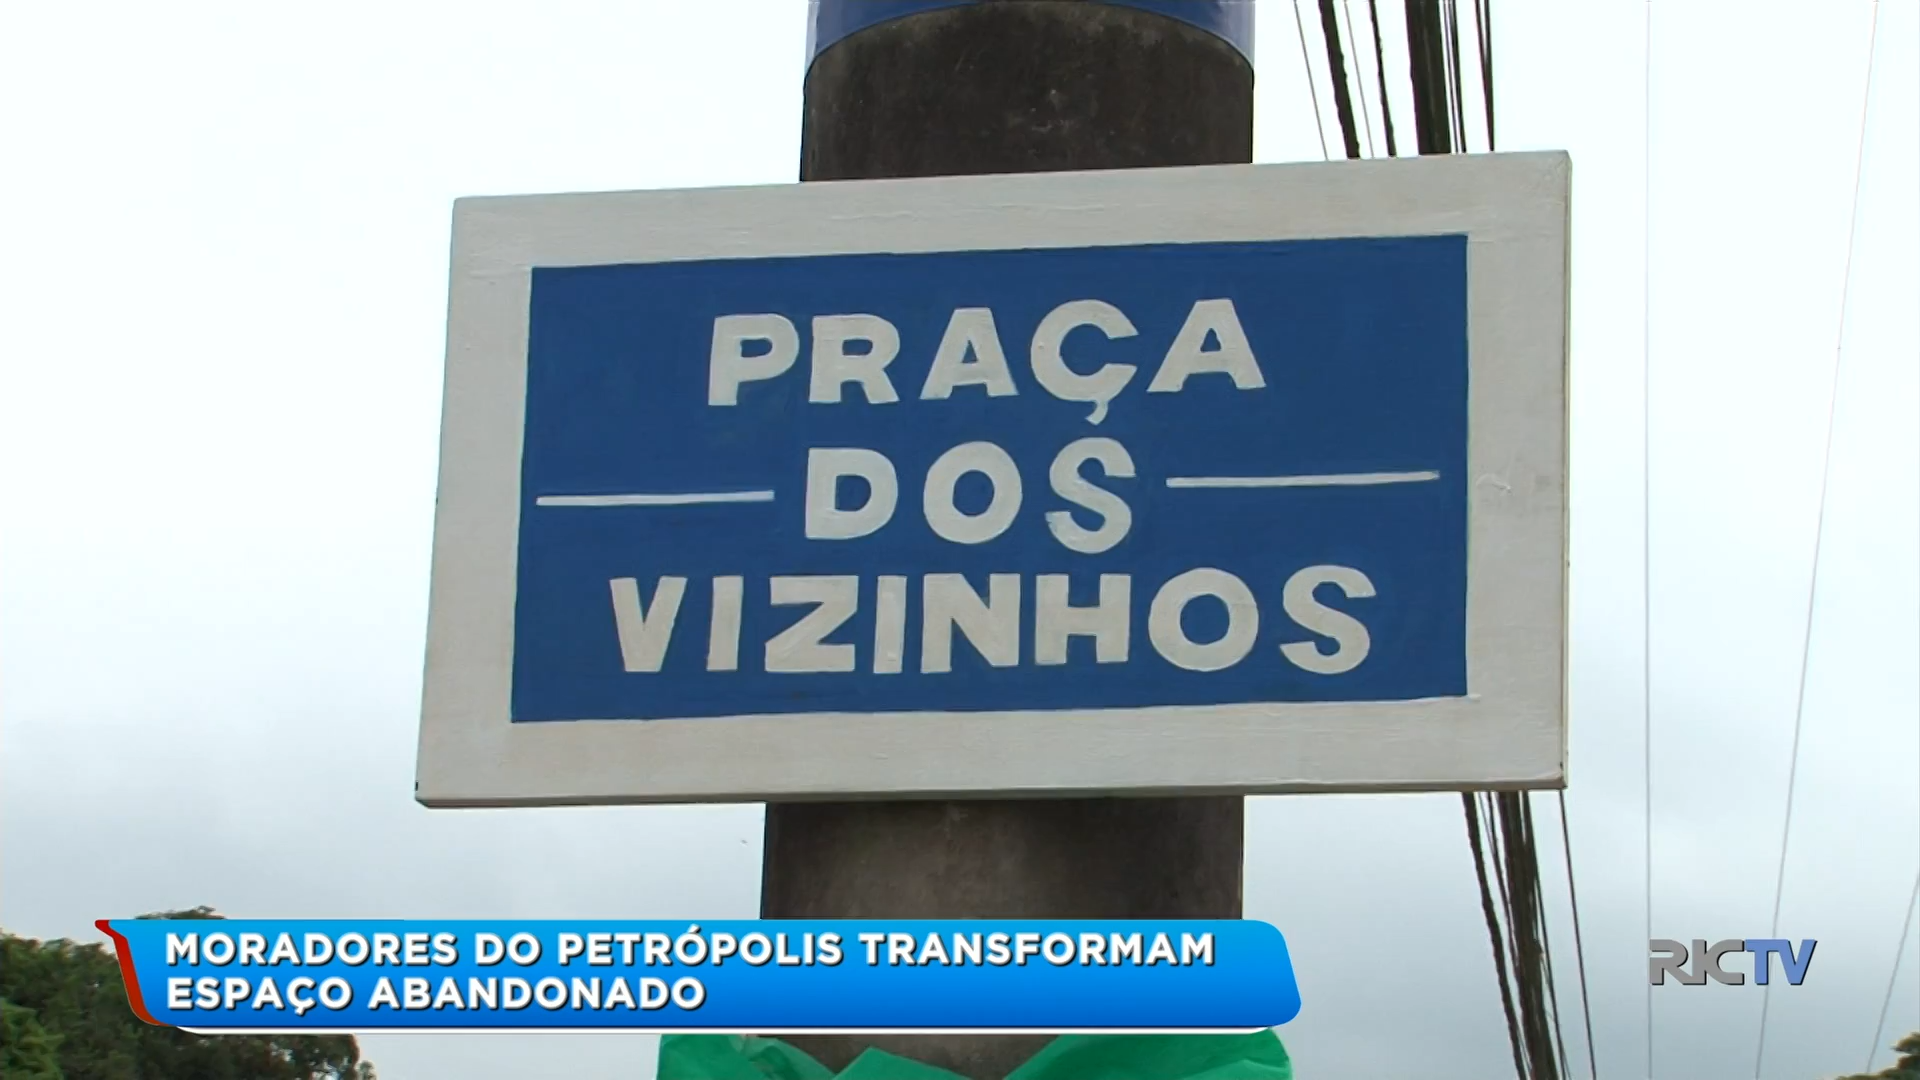 PRAÇA
DOS
VIZINHOS
MORADORES DO PETRÓPOLIS TRANSFORMAM
ESPAÇO ABANDONADO
RICTV